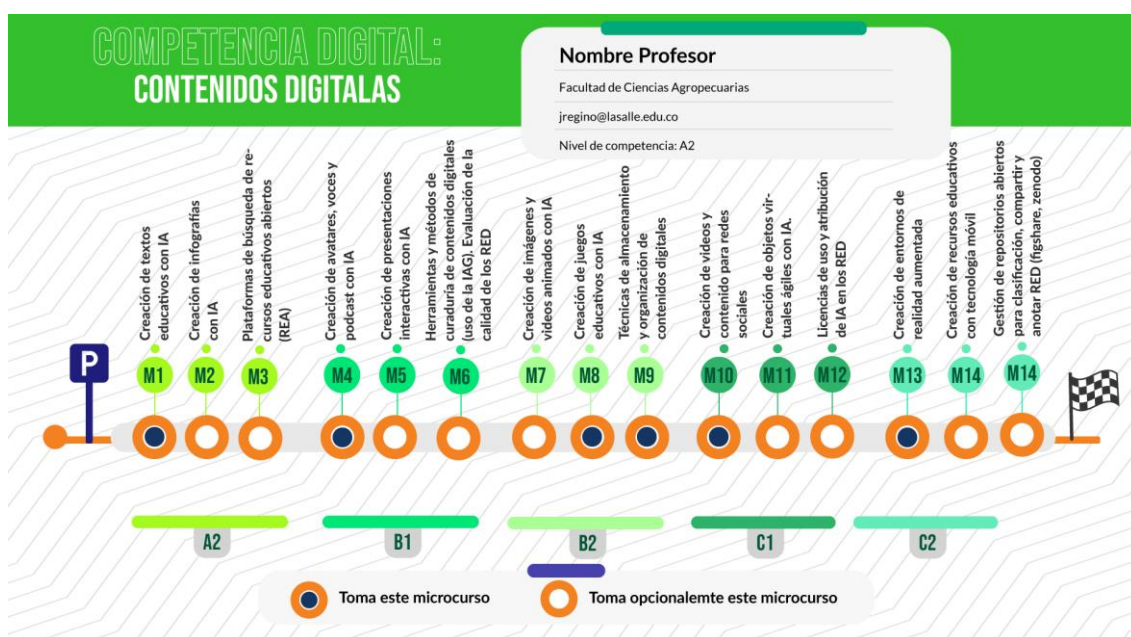 COMPETENCIA DIGITAL:
CONTENIDOS DIGITALAS
Nombre Profesor
Facultad de Ciencias Agropecuarias
jregino@lasalle.edu.co
Nivel de competencia: A2
Creación de textos
educativos con IA
Creación de infografías
con IA
Plataformas de búsqueda de re-
cursos educativos abiertos
(REA)
Creación de avatares, voces y
podcast con IA
Creación de presentaciones
interactivas con IA
Herramientas y métodos de
curaduría de contenidos digitales
(uso de la IAG). Evaluación de la
calidad de los RED
Creación de imágenes y
vídeos animados con IA
Creación de juegos
educativos con IA
Técnicas de almacenamiento
y organización de
contenidos digitales
Creación de videos y
contenido para redes
sociales
Creación de objetos vir-
tuales ágiles con IA.
Licencias de uso y atribución
de IA en los RED
Creación de entornos de
realidad aumentada
Creación de recursos educativos
con tecnología móvil
Gestión de repositorios abiertos
para clasificación, compartir y
anotar RED (figshare, zenodo)
P
M1
M2
M3
M4
M5
M6
M7
M8
M9
M10
M11
M12
M13
M14
M14
A2
B1
B2
C1
C2
Toma este microcurso
Toma opcionalemte este microcurso